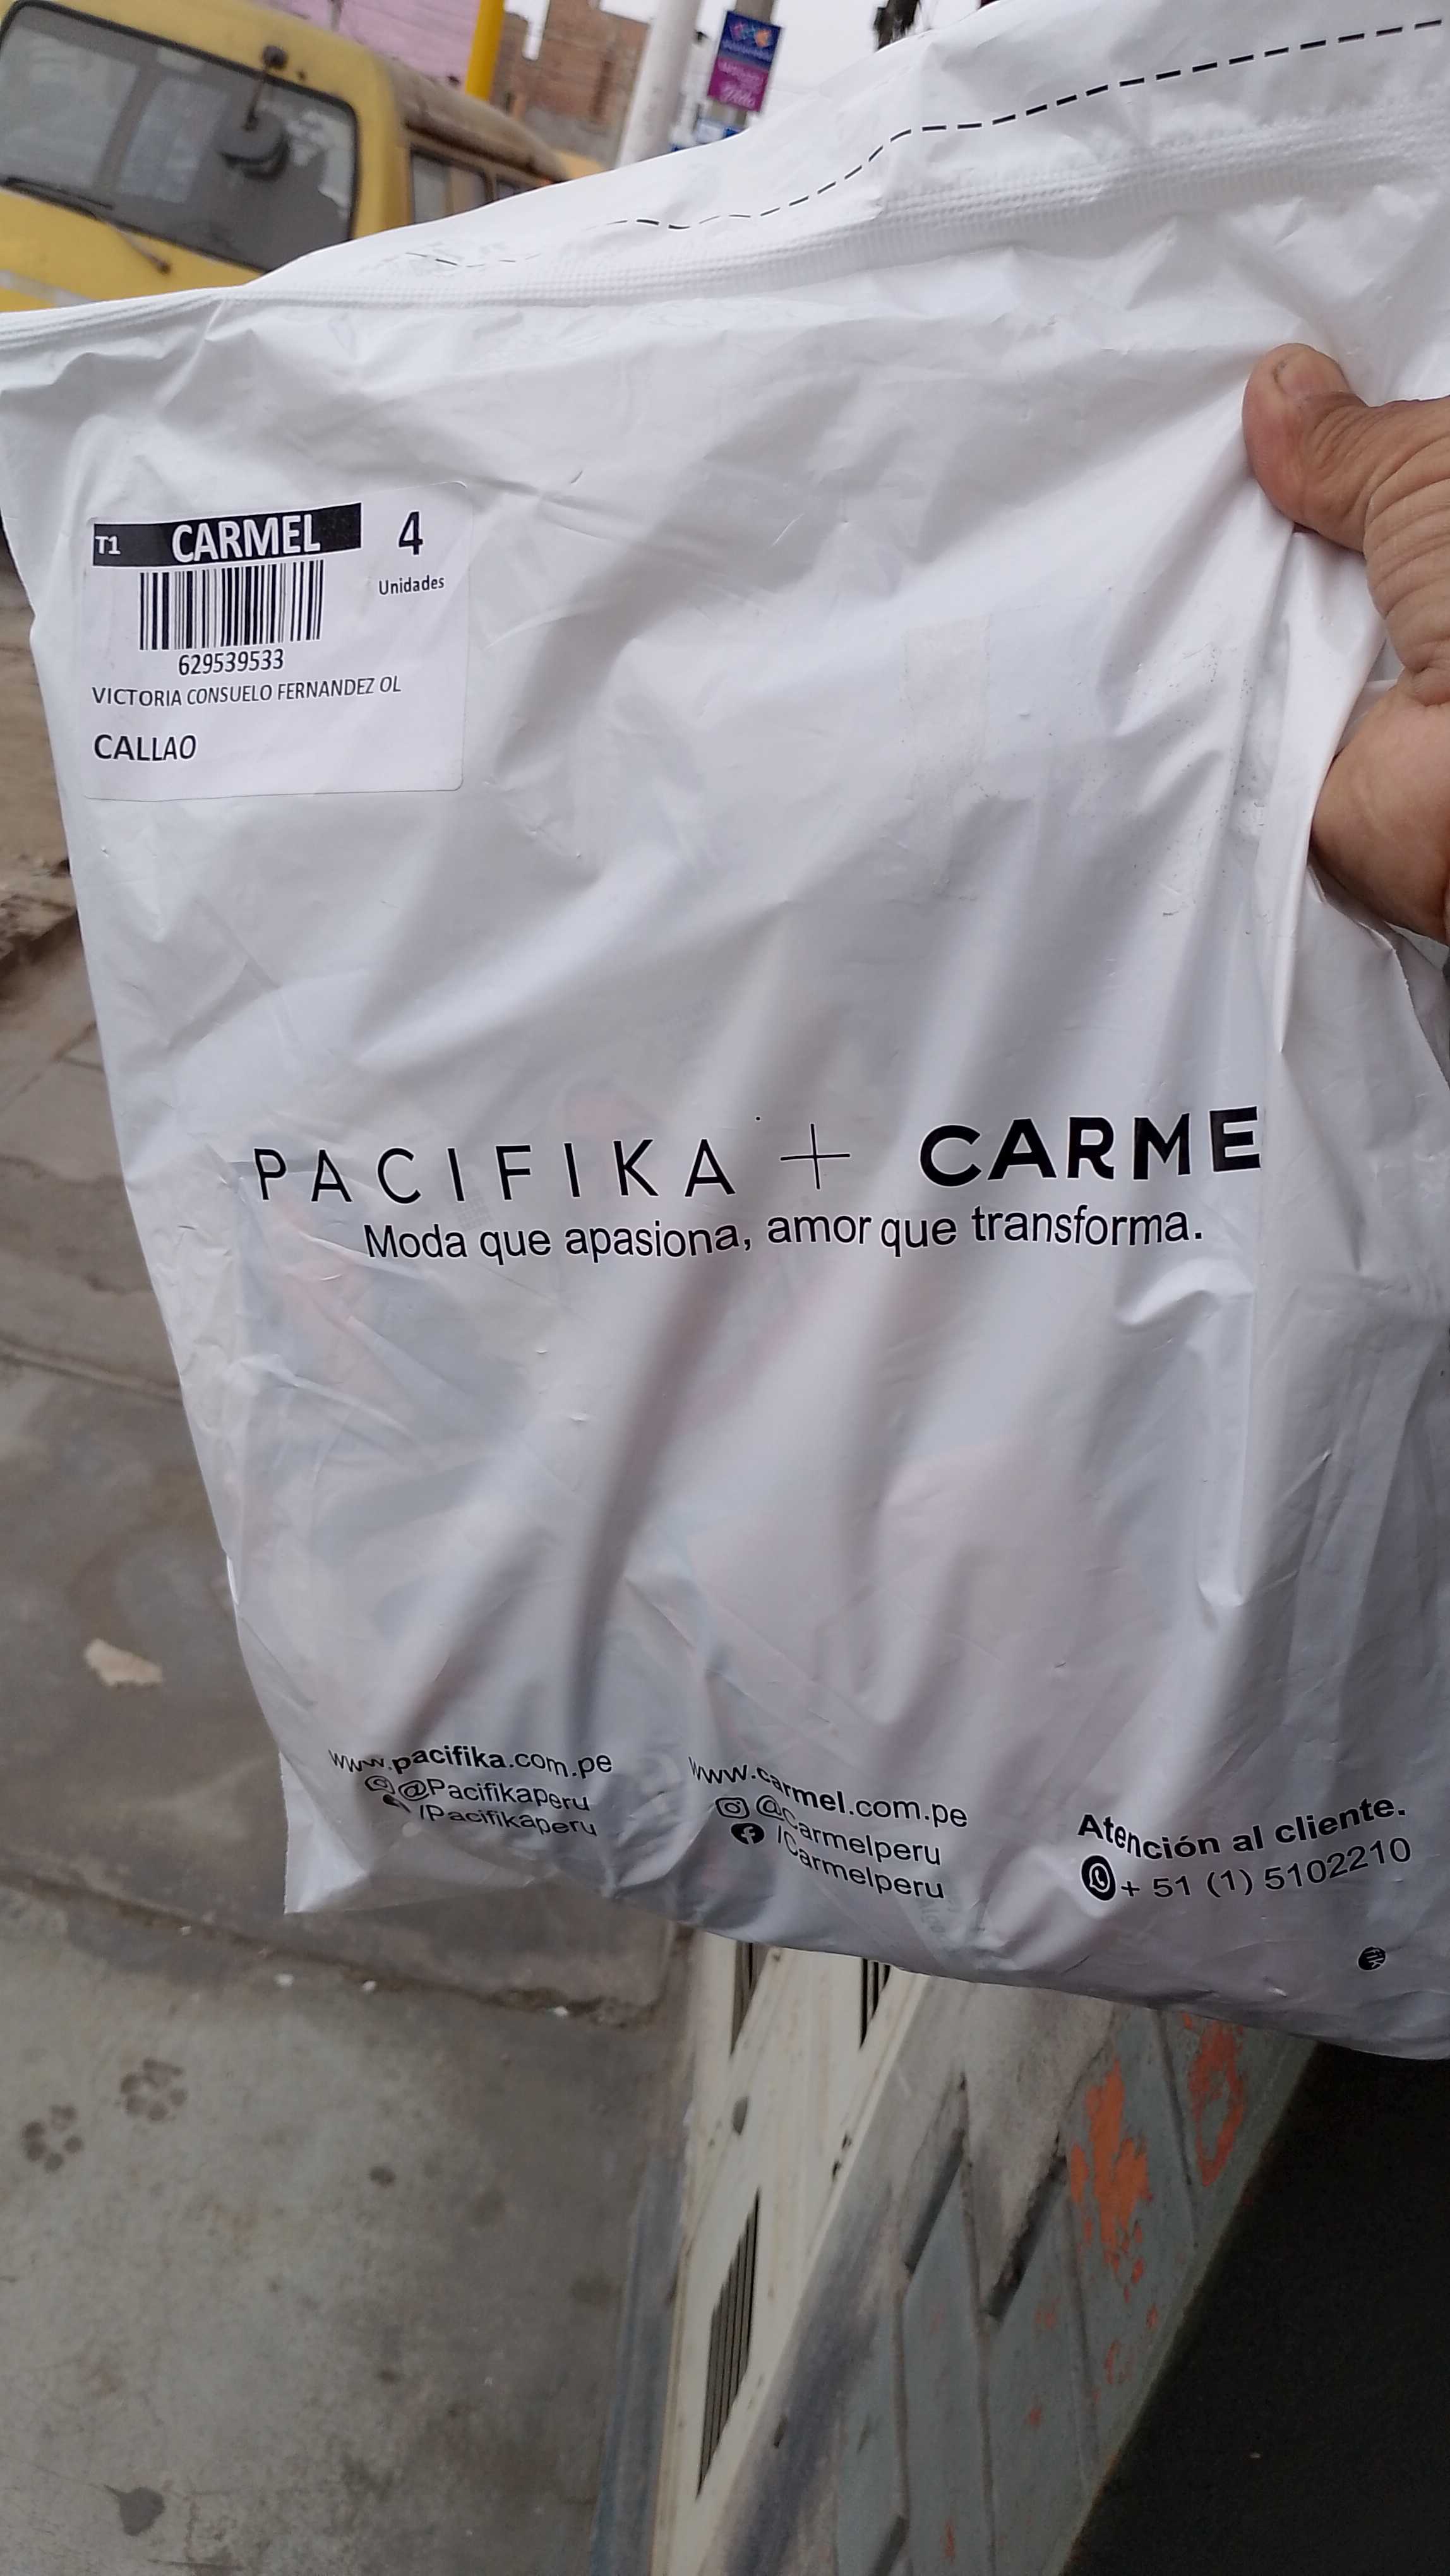 T1 CARMEL 4
Unidades
629539533
VICTORIA CONSUELO FERNANDEZ OL
CALLAO
PACIFIKA + CARME
Moda que apasiona, amor que transforma.
www.pacifika.com.pe
@Pacifikaperu
/Pacifikaperu
www.carmel.com.pe
@Carmelperu
/Carmelperu
Atención al cliente.
+ 51 (1) 5102210